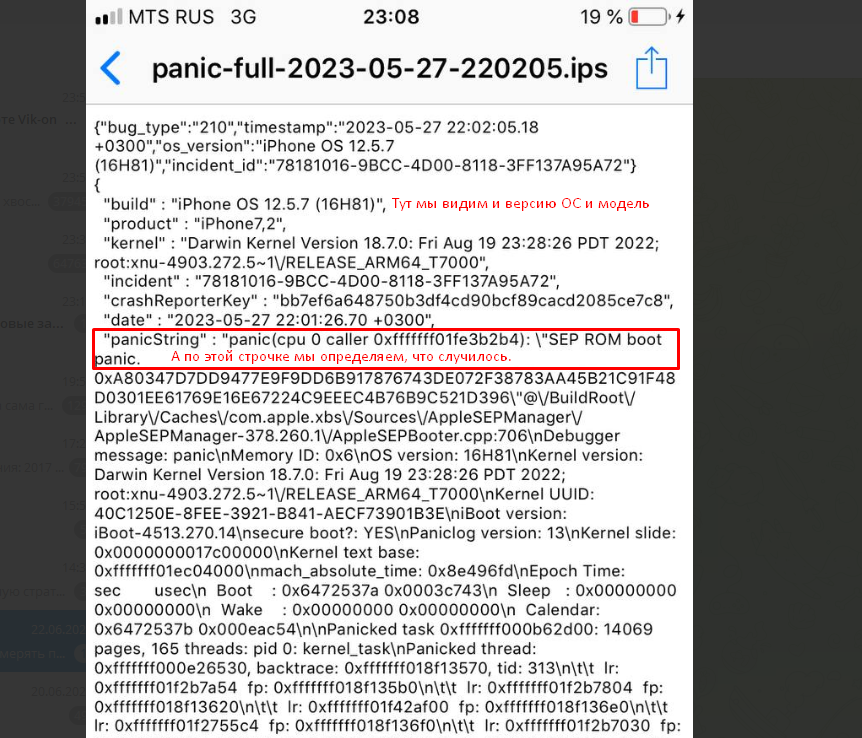 MTS RUS 3G 23:08 19 %
panic-full-2023-05-27-220205.ips
{"bug_type":"210","timestamp":"2023-05-27 22:02:05.18
+0300","os_version":"iPhone OS 12.5.7
(16H81)","incident_id":"78181016-9BCC-4D00-8118-3FF137A95A72"}
{
"build" : "iPhone OS 12.5.7 (16H81)", Тут мы видим и версию ОС и модель
"product" : "iPhone7,2",
"kernel" : "Darwin Kernel Version 18.7.0: Fri Aug 19 23:28:26 PDT 2022;
root:xnu-4903.272.5~1\/RELEASE_ARM64_T7000",
"incident" : "78181016-9BCC-4D00-8118-3FF137A95A72",
"crashReporterKey" : "bb7ef6a648750b3df4cd90bcf89cacd2085ce7c8",
"date" : "2023-05-27 22:01:26.70 +0300",
"panicString" : "panic(cpu 0 caller 0xfffffff01fe3b2b4): \"SEP ROM boot
panic. А по этой строчке мы определяем, что случилось.
0xA80347D7DD9477E9F9DD6B917876743DE072F38783AA45B21C91F48
D0301EE61769E16E67224C9EEEC4B76B9C521D396\"@\/BuildRoot\/
Library\/Caches\/com.apple.xbs\/Sources\/AppleSEPManager\/
AppleSEPManager-378.260.1\/AppleSEPBooter.cpp:706\nDebugger
message: panic\nMemory ID: 0x6\nOS version: 16H81\nKernel version:
Darwin Kernel Version 18.7.0: Fri Aug 19 23:28:26 PDT 2022;
root:xnu-4903.272.5~1\/RELEASE_ARM64_T7000\nKernel UUID:
40C1250E-8FEE-3921-B841-AECF73901B3E\niBoot version:
iBoot-4513.270.14\nsecure boot?: YES\nPaniclog version: 13\nKernel slide:
0x0000000017c00000\nKernel text base:
0xfffffff01ec04000\nmach_absolute_time: 0x8e496fd\nEpoch Time:
sec usec\n Boot : 0x6472537a 0x0003c743\n Sleep : 0x00000000
0x00000000\n Wake : 0x00000000 0x00000000\n Calendar:
0x6472537b 0x000eac54\n\nPanicked task 0xfffffff000b62d00: 14069
pages, 165 threads: pid 0: kernel_task\nPanicked thread:
0xfffffff000e26530, backtrace: 0xfffffff018f13570, tid: 313\n\t\t lr:
0xfffffff01f2b7a54 fp: 0xfffffff018f135b0\n\t\t lr: 0xfffffff01f2b7804 fp:
0xfffffff018f13620\n\t\t lr: 0xfffffff01f42af00 fp: 0xfffffff018f136e0\n\t\t
lr: 0xfffffff01f2755c4 fp: 0xfffffff018f136f0\n\t\t lr: 0xfffffff01f2b7030 fp: